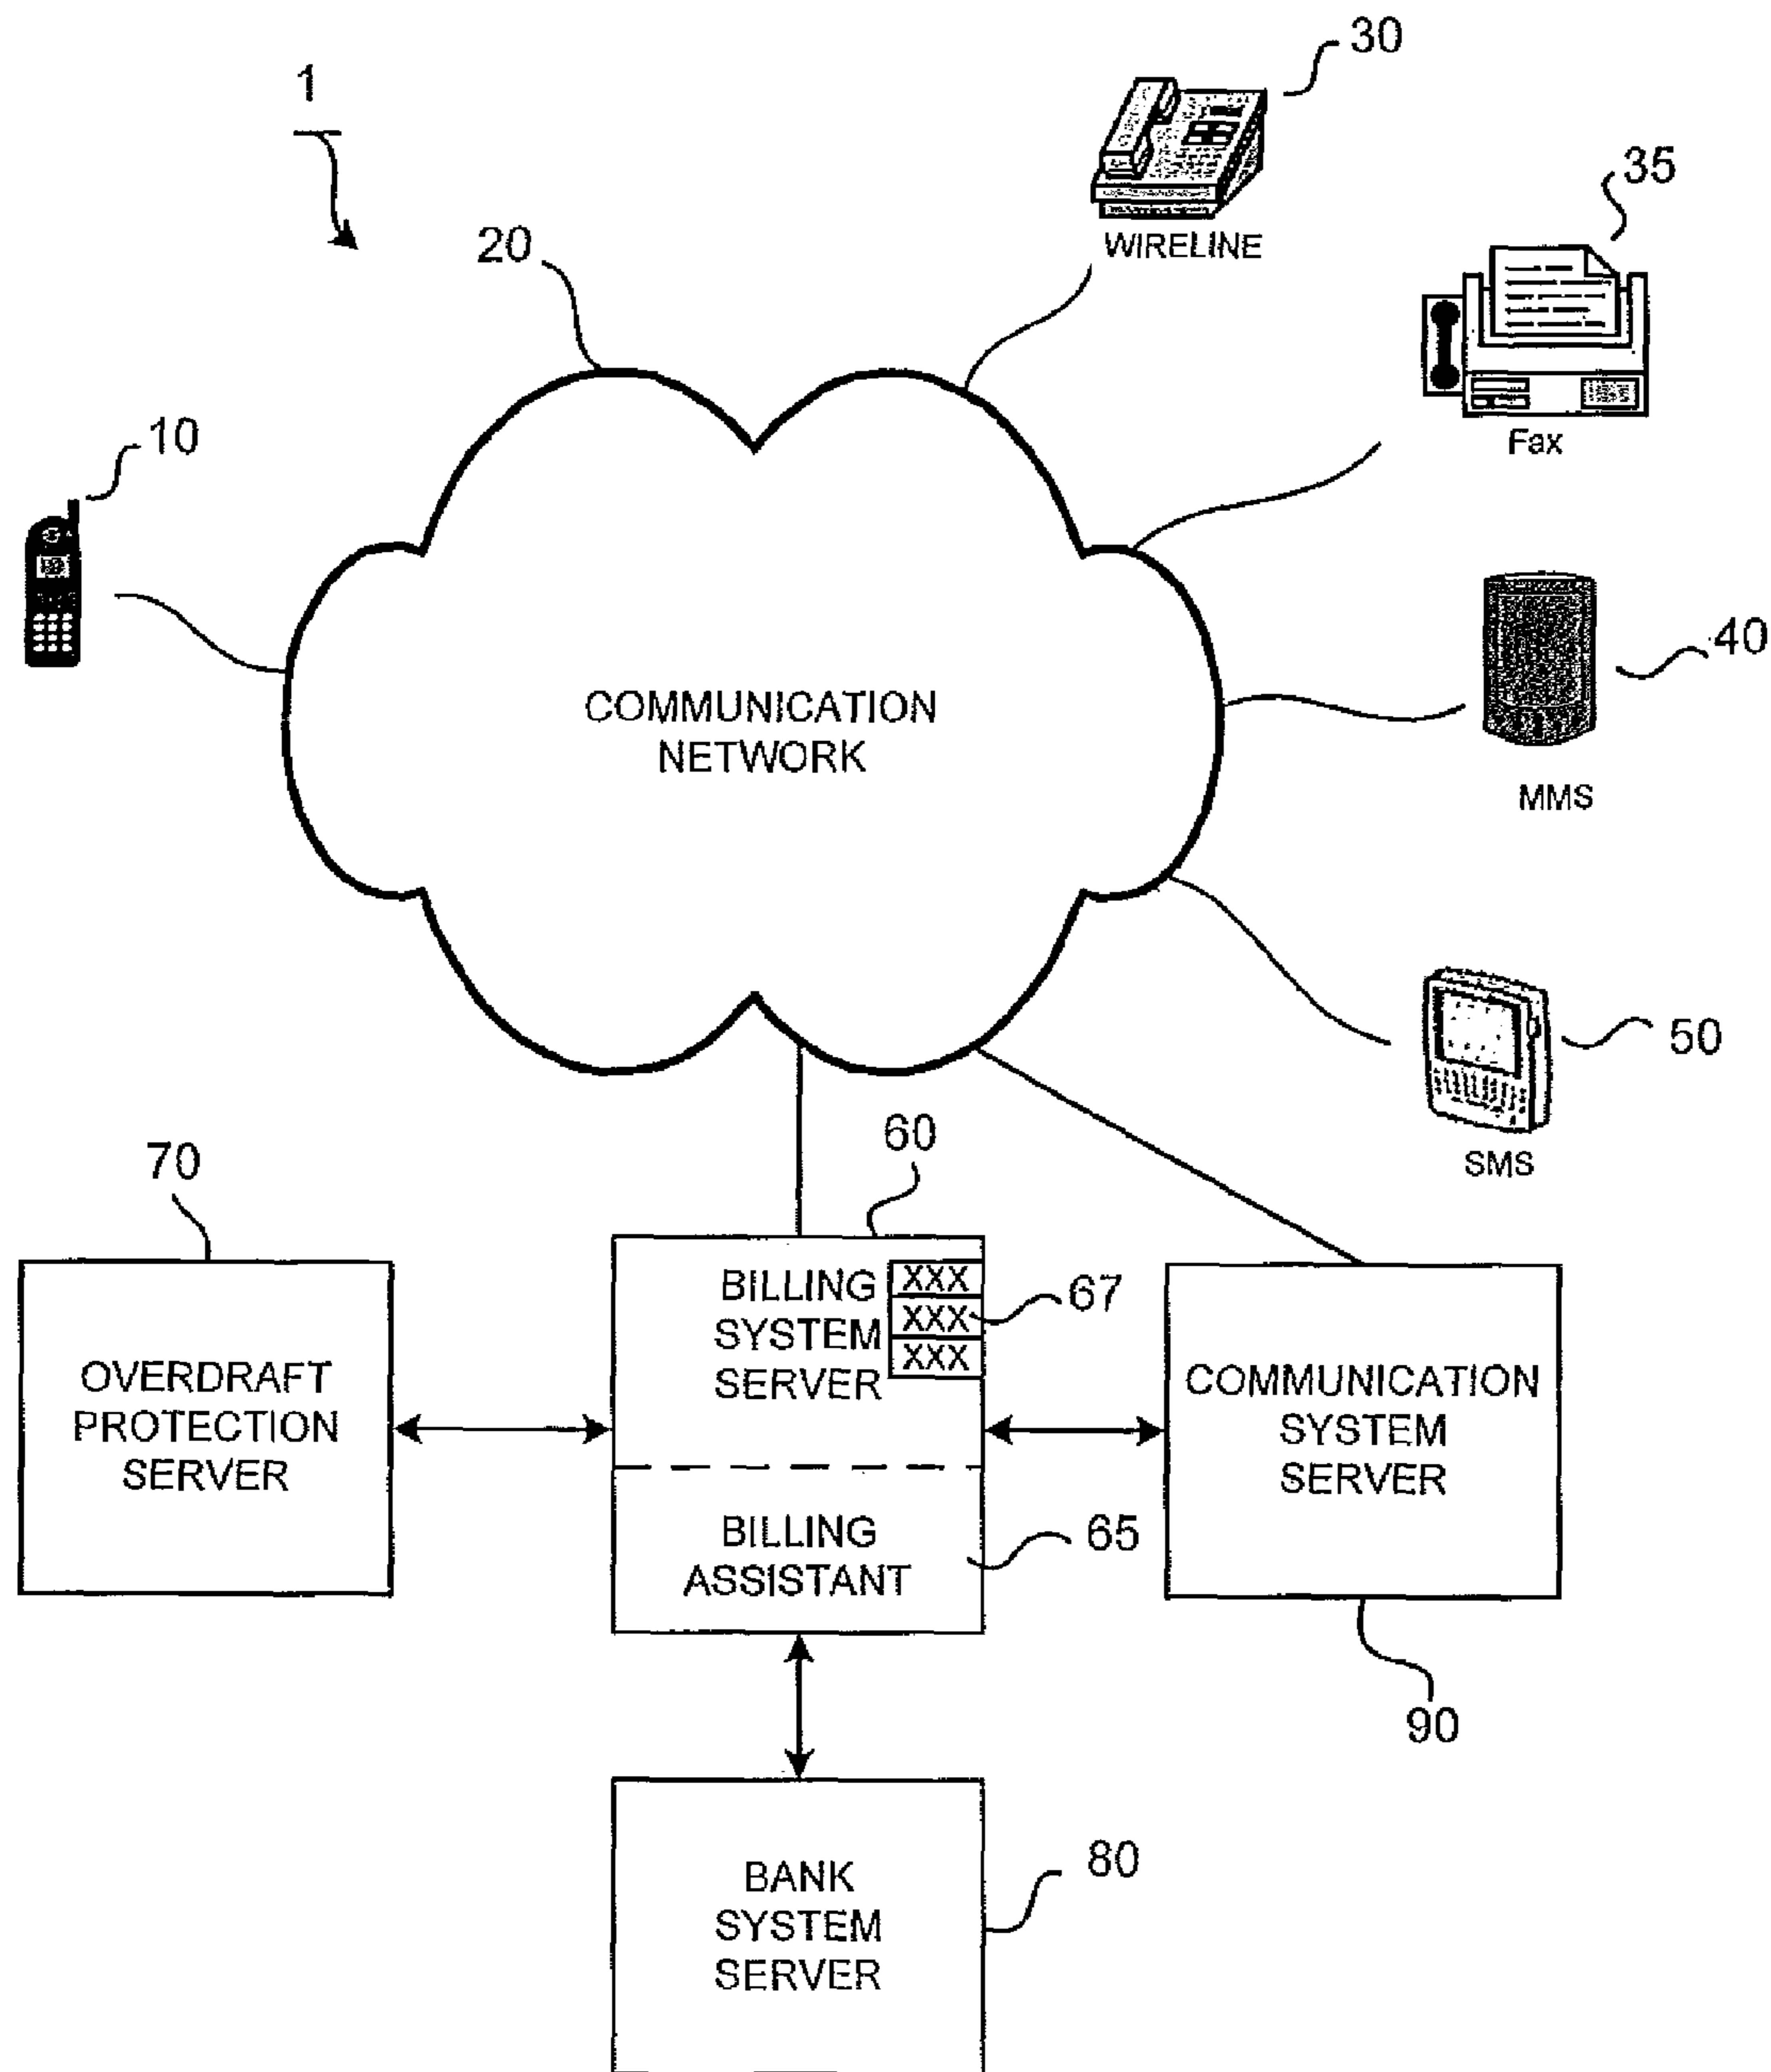 30
1
35
WIRELINE
20
Fax
10
40
COMMUNICATION
NETWORK
MMS
50
SMS
60
70
BILLING
SYSTEM
SERVER
XXX
XXX
XXX
67
OVERDRAFT
PROTECTION
SERVER
COMMUNICATION
SYSTEM
SERVER
BILLING
ASSISTANT
65
90
BANK
SYSTEM
SERVER
80